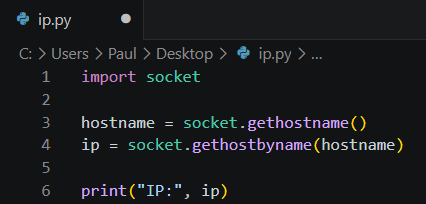 ip.py
C: > Users > Paul > Desktop > ip.py > ...
1 import socket
2
3 hostname = socket.gethostname()
4 ip = socket.gethostbyname(hostname)
5
6 print("IP:", ip)